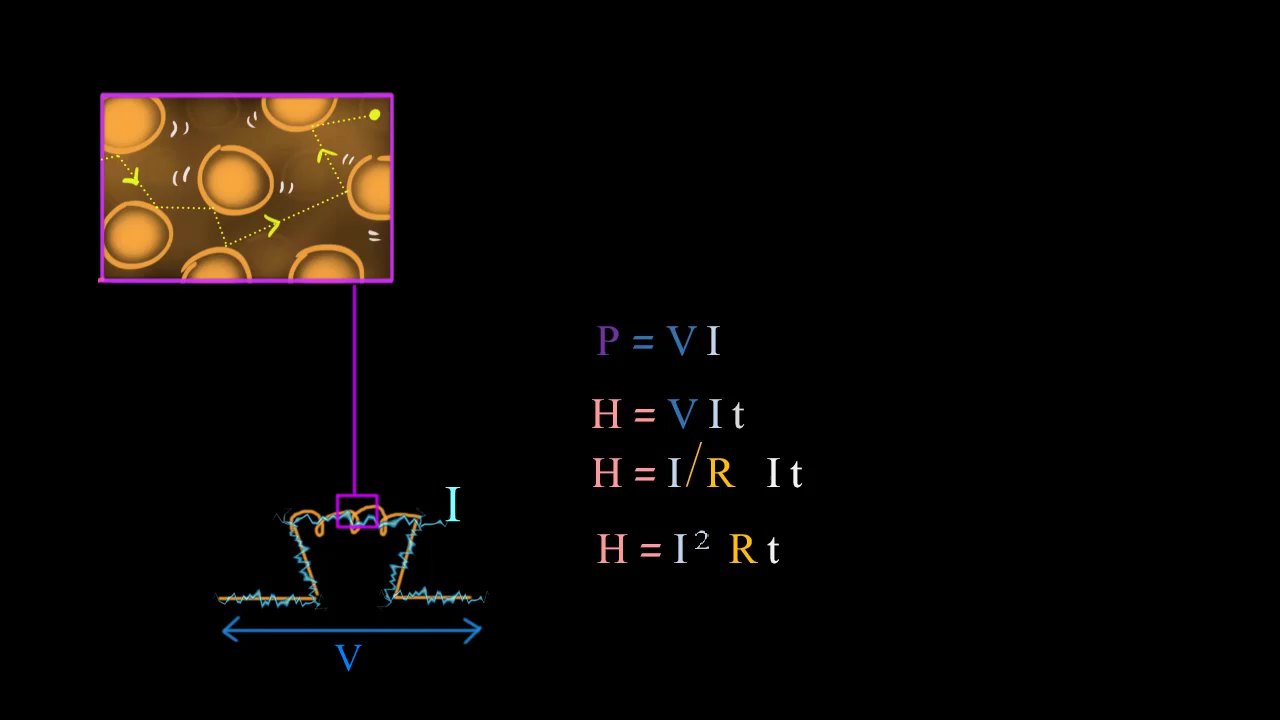 P = V I
H = V I t
H = I/R I t
I
H = I² R t
V